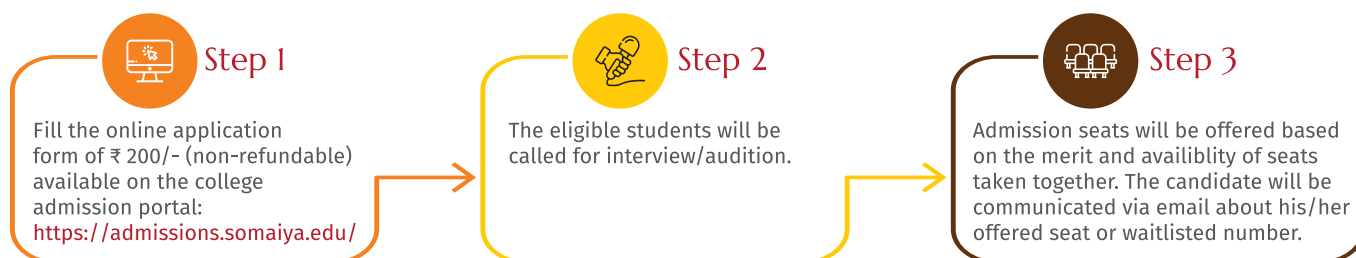 Step 1
Fill the online application
form of ₹ 200/- (non-refundable)
available on the college
admission portal:
https://admissions.somaiya.edu/
Step 2
The eligible students will be
called for interview/audition.
Step 3
Admission seats will be offered based
on the merit and availiblity of seats
taken together. The candidate will be
communicated via email about his/her
offered seat or waitlisted number.